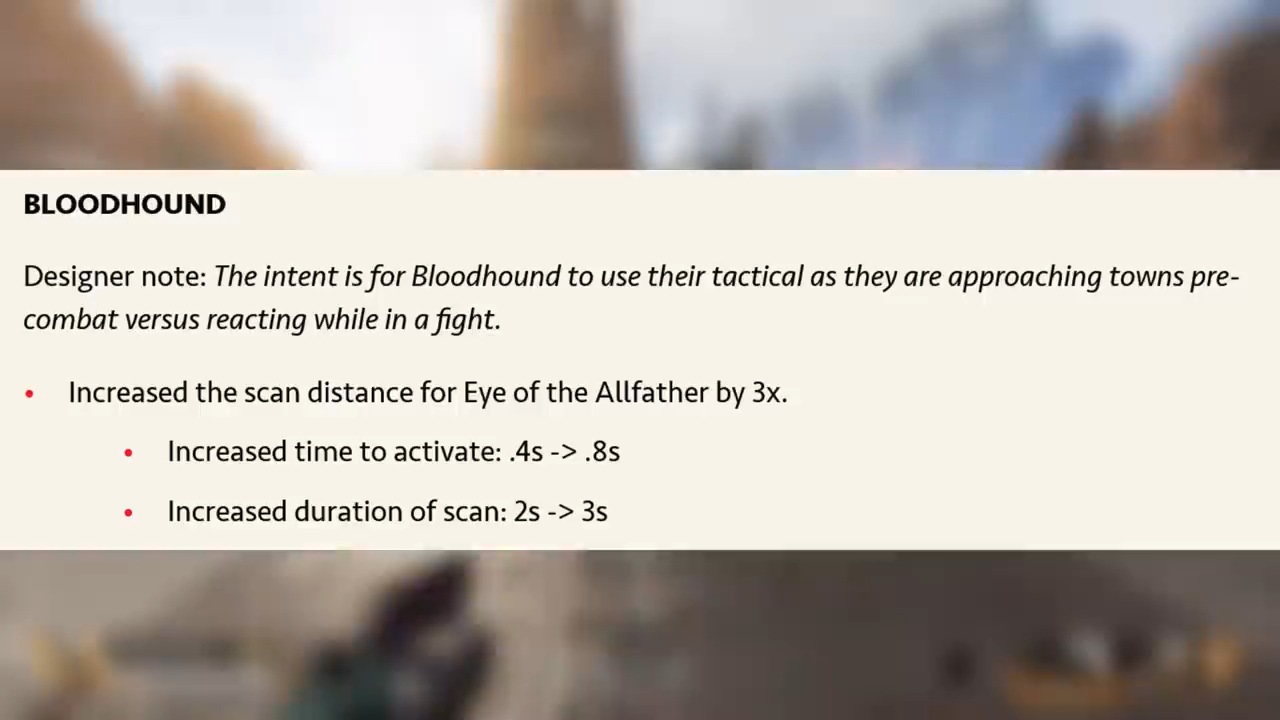 BLOODHOUND
Designer note: The intent is for Bloodhound to use their tactical as they are approaching towns pre-
combat versus reacting while in a fight.
• Increased the scan distance for Eye of the Allfather by 3x.
• Increased time to activate: .4s -> .8s
• Increased duration of scan: 2s -> 3s